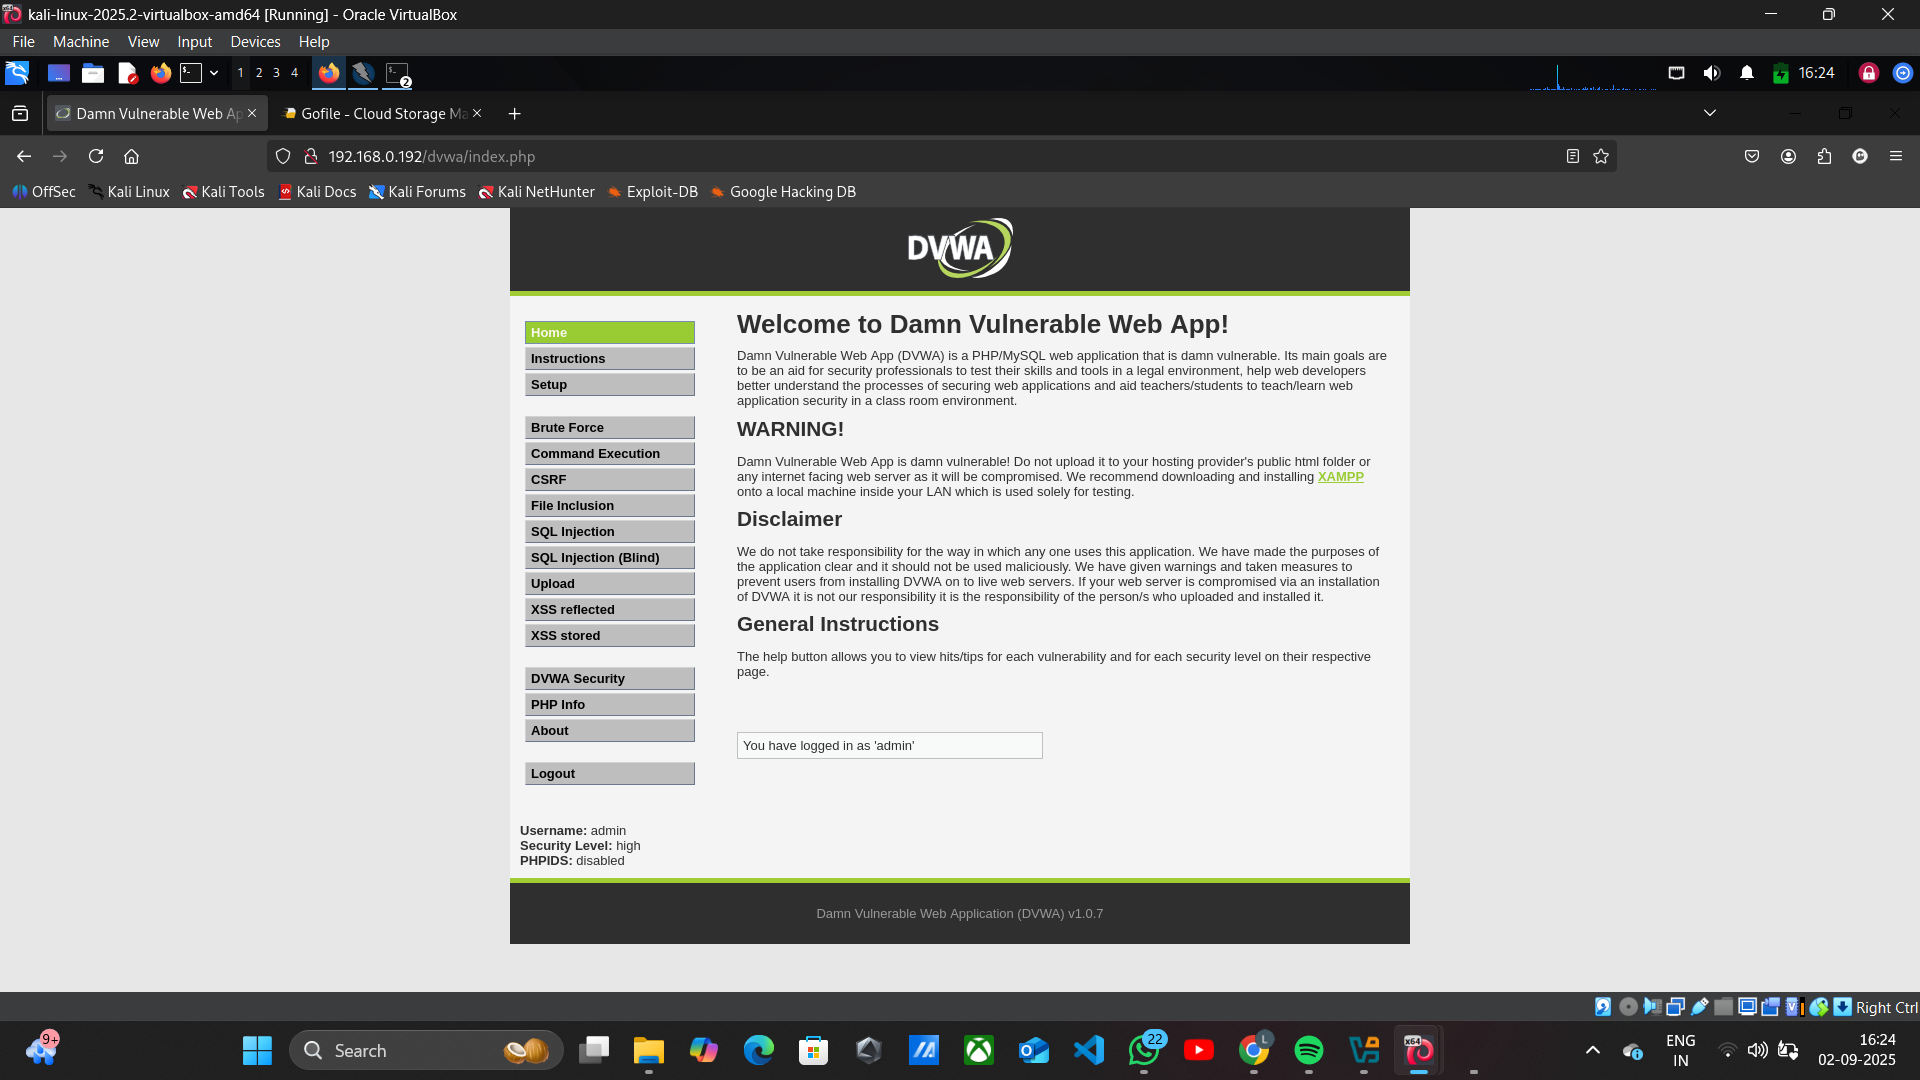 kali-linux-2025.2-virtualbox-amd64 [Running] - Oracle VirtualBox
File Machine View Input Devices Help
1 2 3 4
2
16:24
Damn Vulnerable Web Ap
Gofile - Cloud Storage Ma
192.168.0.192/dvwa/index.php
OffSec Kali Linux Kali Tools Kali Docs Kali Forums Kali NetHunter Exploit-DB Google Hacking DB
DVWA
Home
Instructions
Setup
Brute Force
Command Execution
CSRF
File Inclusion
SQL Injection
SQL Injection (Blind)
Upload
XSS reflected
XSS stored
DVWA Security
PHP Info
About
Logout
Welcome to Damn Vulnerable Web App!
Damn Vulnerable Web App (DVWA) is a PHP/MySQL web application that is damn vulnerable. Its main goals are
to be an aid for security professionals to test their skills and tools in a legal environment, help web developers
better understand the processes of securing web applications and aid teachers/students to teach/learn web
application security in a class room environment.
WARNING!
Damn Vulnerable Web App is damn vulnerable! Do not upload it to your hosting provider's public html folder or
any internet facing web server as it will be compromised. We recommend downloading and installing XAMPP
onto a local machine inside your LAN which is used solely for testing.
Disclaimer
We do not take responsibility for the way in which any one uses this application. We have made the purposes of
the application clear and it should not be used maliciously. We have given warnings and taken measures to
prevent users from installing DVWA on to live web servers. If your web server is compromised via an installation
of DVWA it is not our responsibility it is the responsibility of the person/s who uploaded and installed it.
General Instructions
The help button allows you to view hits/tips for each vulnerability and for each security level on their respective
page.
You have logged in as 'admin'
Username: admin
Security Level: high
PHPIDS: disabled
Damn Vulnerable Web Application (DVWA) v1.0.7
Right Ctrl
9+
Search
22
L
x64
ENG
IN
16:24
02-09-2025